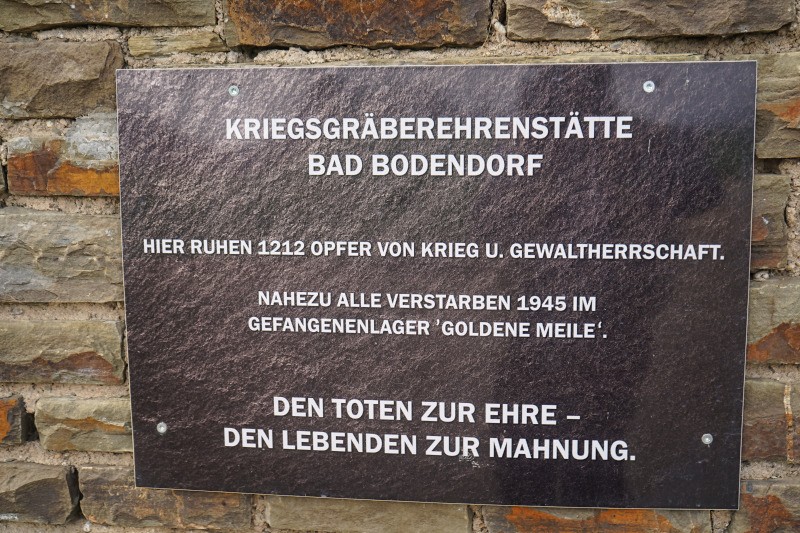 KRIEGSGRÄBEREHRENSTÄTTE
BAD BODENDORF
HIER RUHEN 1212 OPFER VON KRIEG U. GEWALTHERRSCHAFT.
NAHEZU ALLE VERSTARBEN 1945 IM
GEFANGENENLAGER 'GOLDENE MEILE'.
DEN TOTEN ZUR EHRE –
DEN LEBENDEN ZUR MAHNUNG.